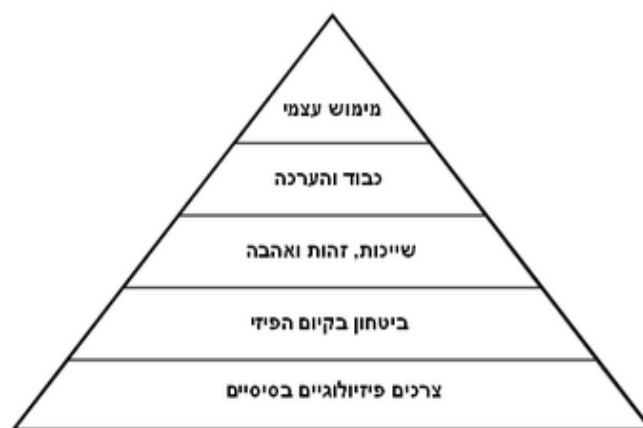 מימוש עצמי
כבוד והערכה
שייכות, זהות ואהבה
ביטחון בקיום הפיזי
צרכים פיזיולוגיים בסיסיים